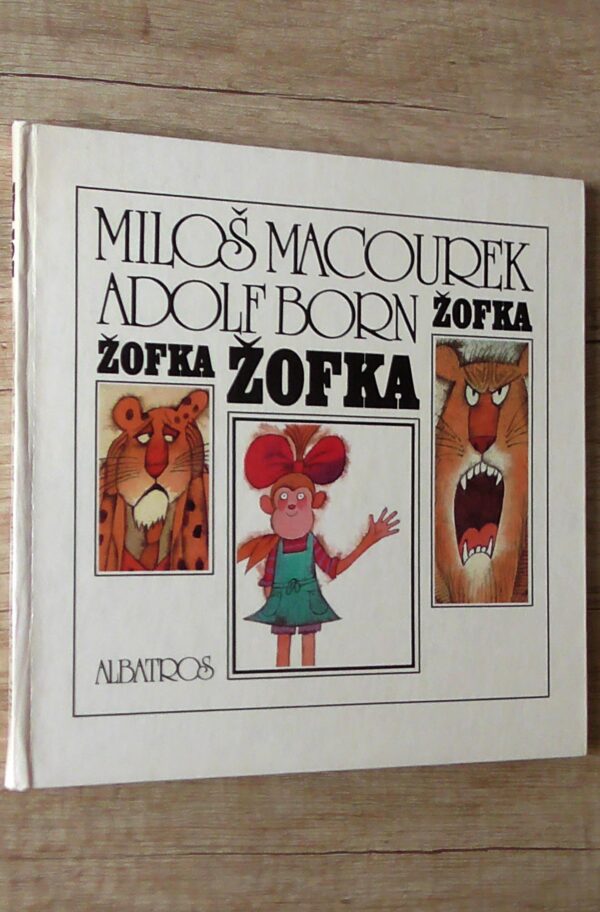 MILOŠ MACOUREK
ADOLF BORN
ŽOFKA
ŽOFKA
ŽOFKA
ALBATROS